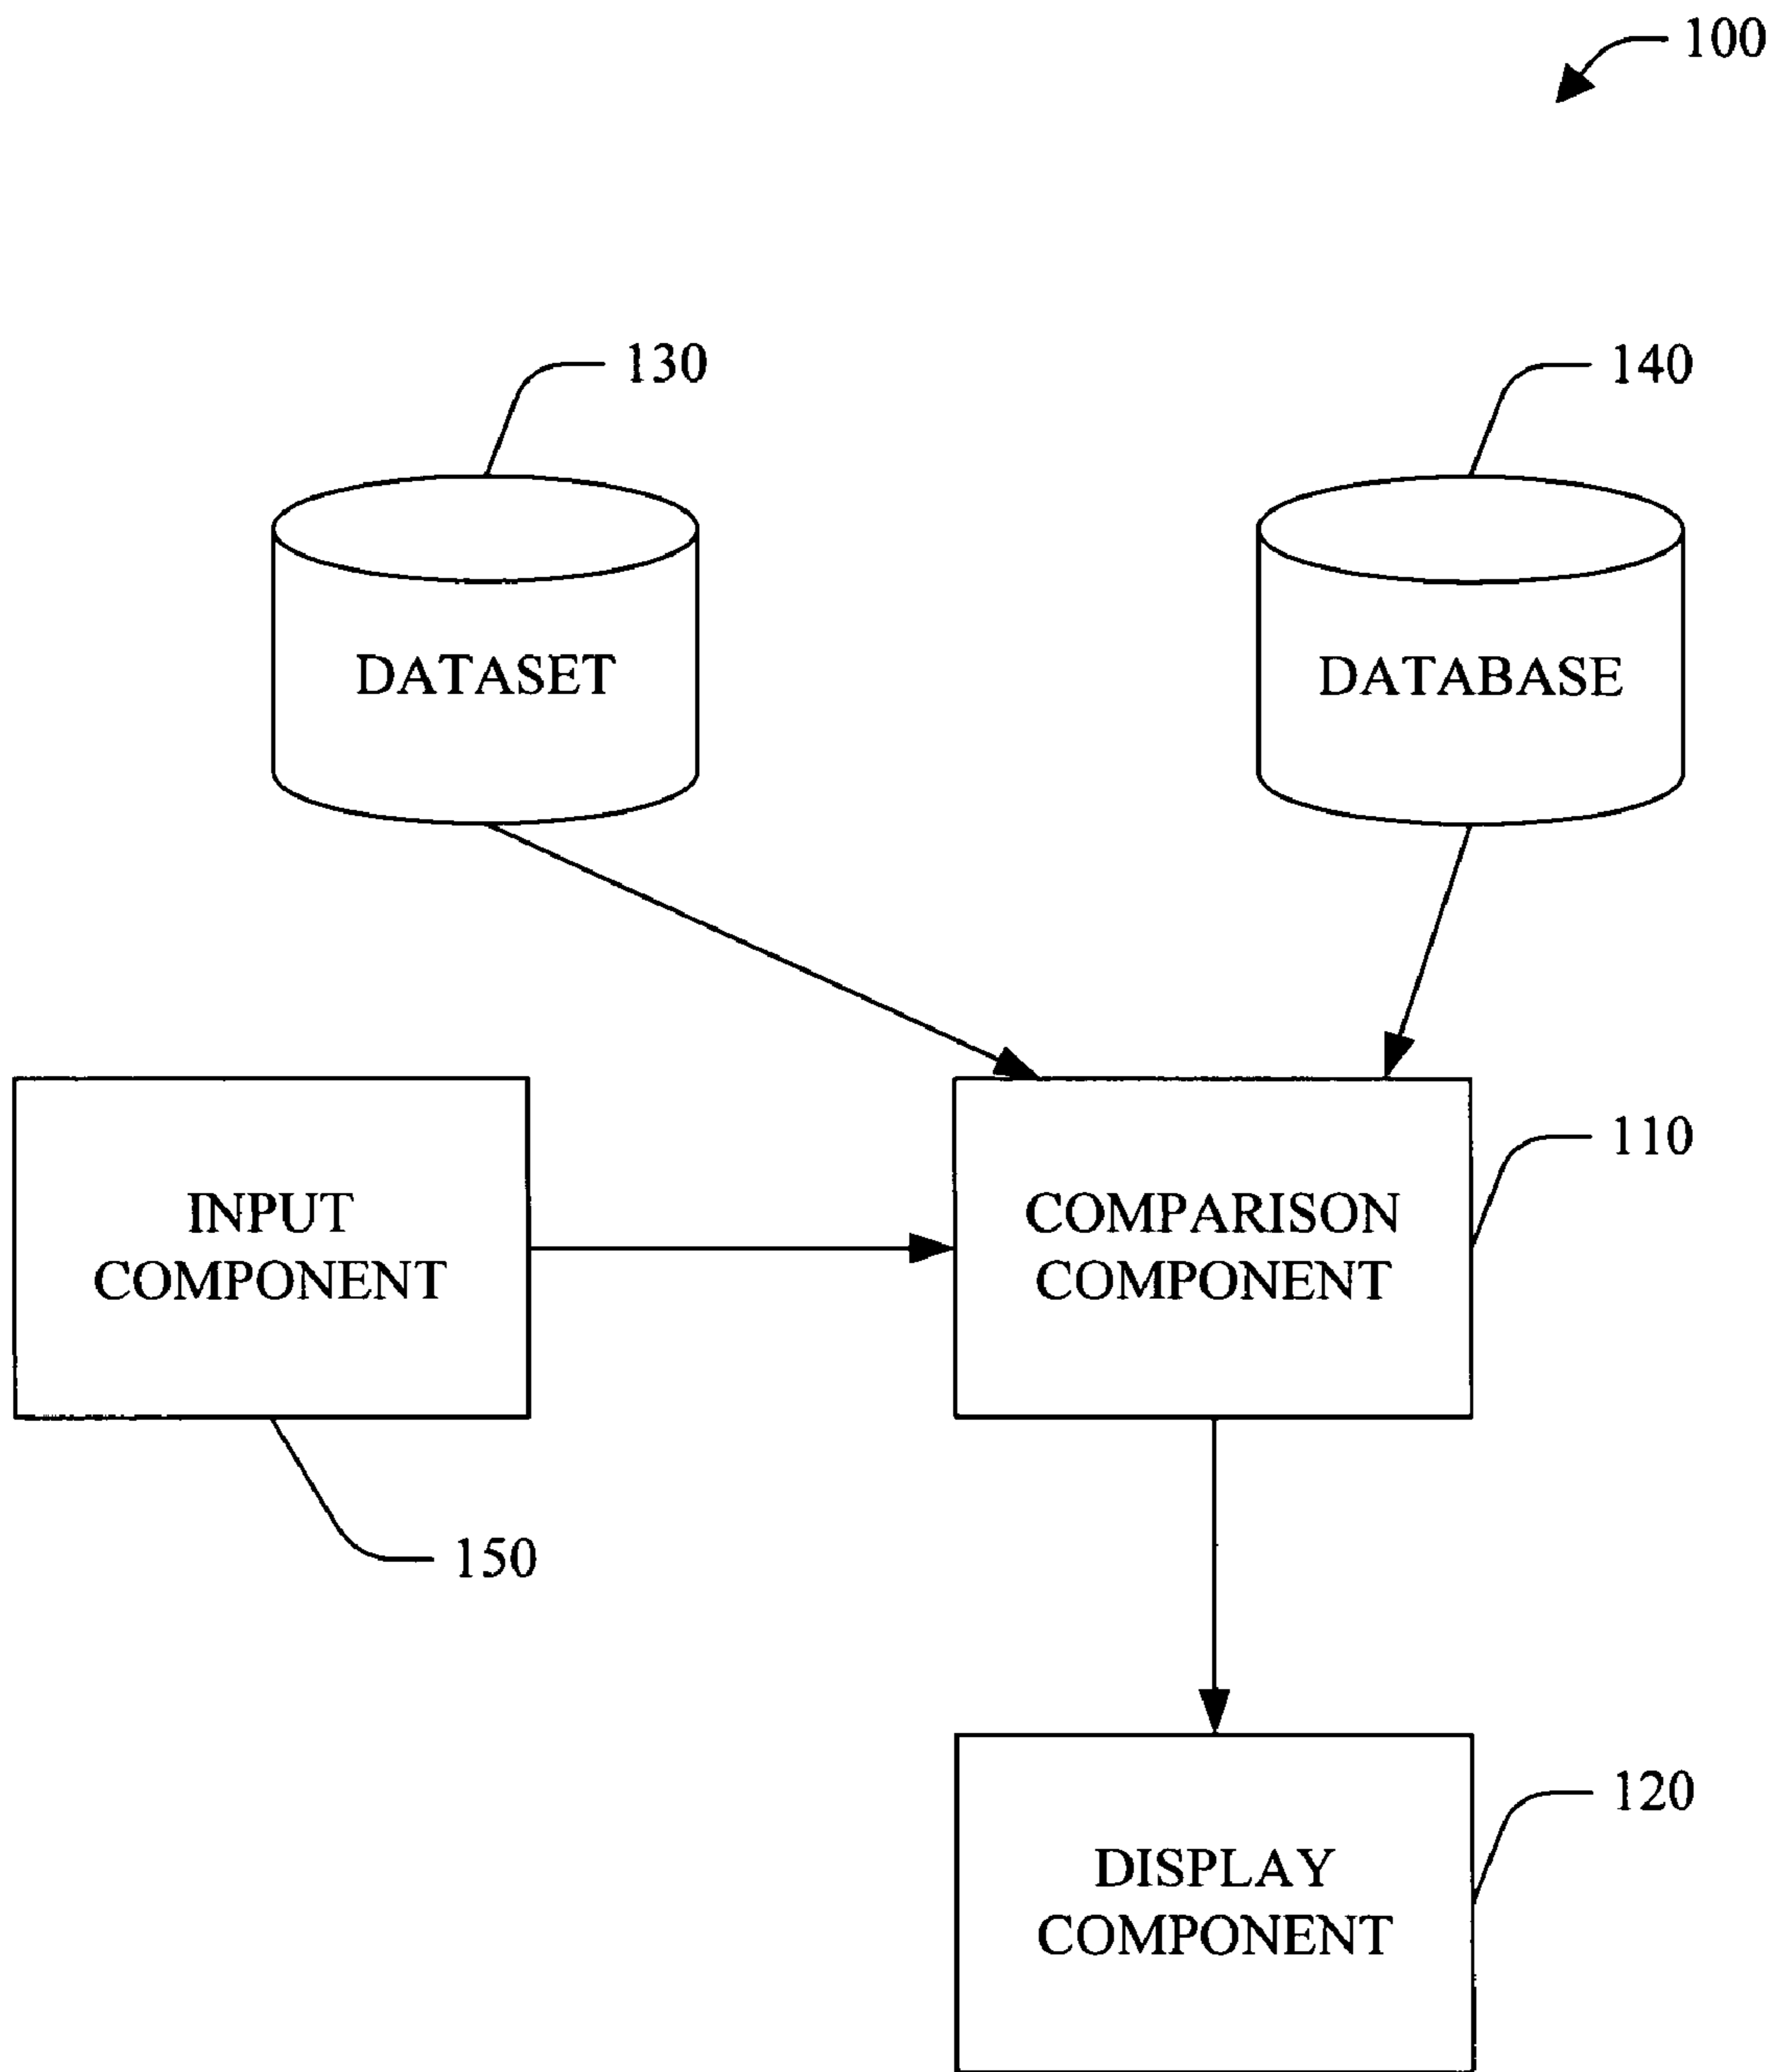 100
130
140
DATASET
DATABASE
110
INPUT
COMPONENT
COMPARISON
COMPONENT
150
120
DISPLAY
COMPONENT